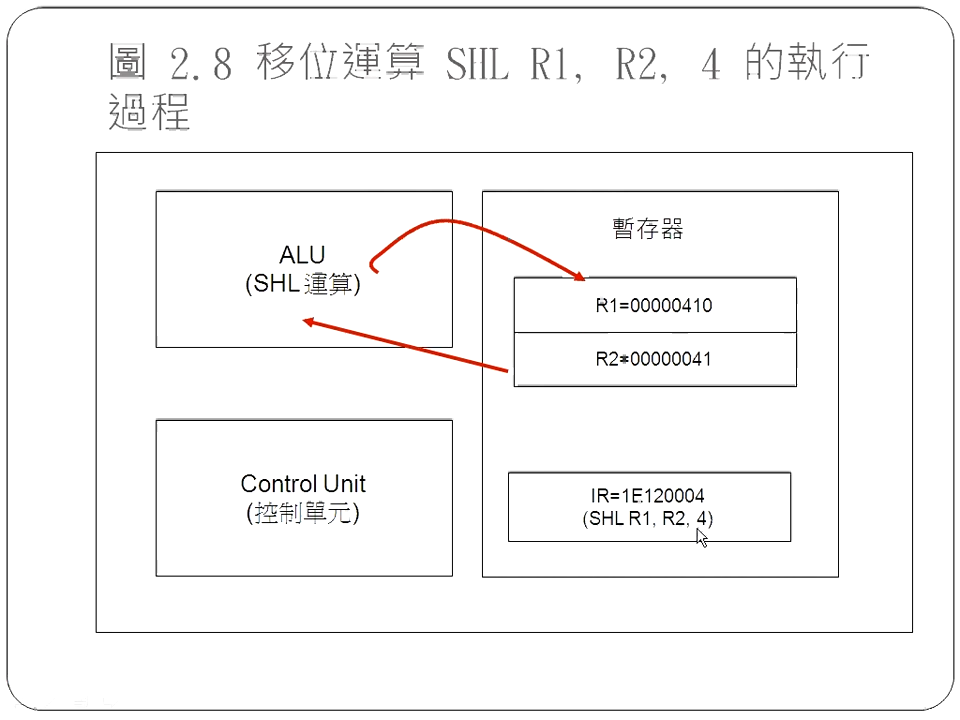 圖 2.8 移位運算 SHL R1, R2, 4 的執行
過程
ALU
(SHL 運算)
暫存器
R1=00000410
R2=00000041
Control Unit
(控制單元)
IR=1E120004
(SHL R1, R2, 4)